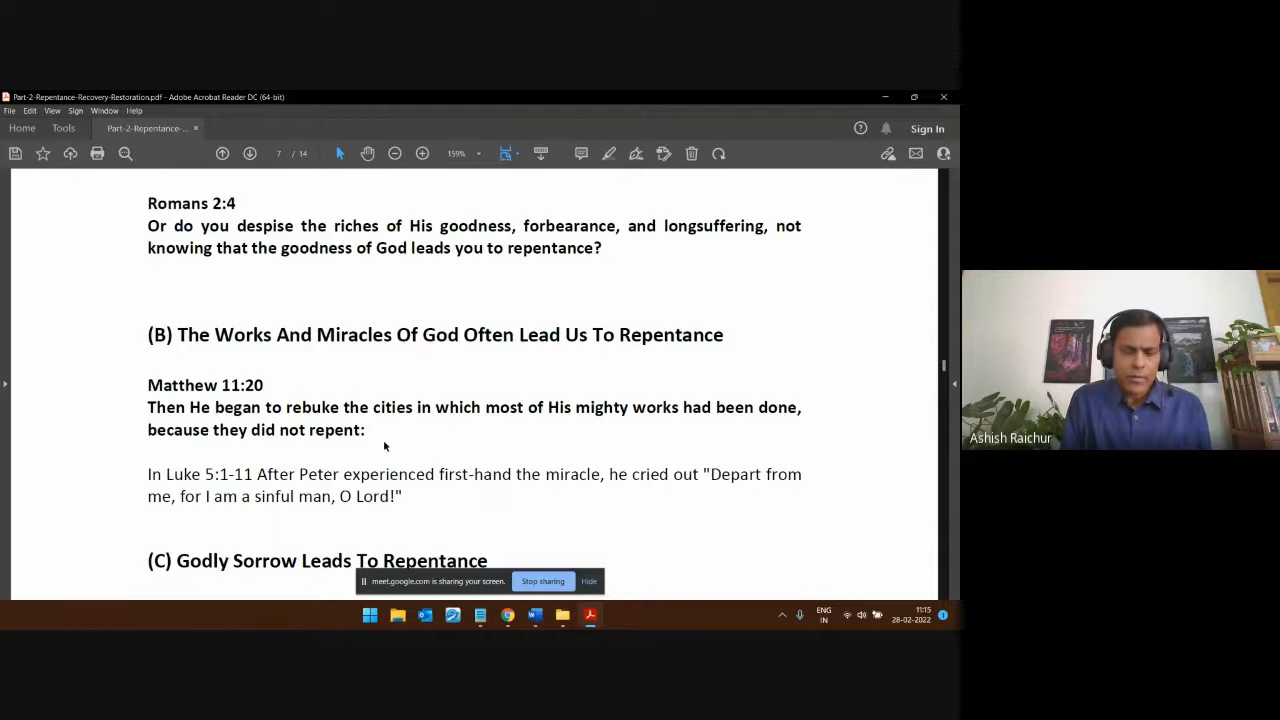 Part-2-Repentance-Recovery-Restoration.pdf - Adobe Acrobat Reader DC (64-bit)
File Edit View Sign Window Help
Home Tools Part-2-Repentance-... × Sign In
7 / 14 159%
Romans 2:4
Or do you despise the riches of His goodness, forbearance, and longsuffering, not
knowing that the goodness of God leads you to repentance?
(B) The Works And Miracles Of God Often Lead Us To Repentance
Matthew 11:20
Then He began to rebuke the cities in which most of His mighty works had been done,
because they did not repent:
In Luke 5:1-11 After Peter experienced first-hand the miracle, he cried out "Depart from
me, for I am a sinful man, O Lord!"
(C) Godly Sorrow Leads To Repentance
meet.google.com is sharing your screen. Stop sharing Hide
ENG
IN
11:15
28-02-2022
1
Ashish Raichur